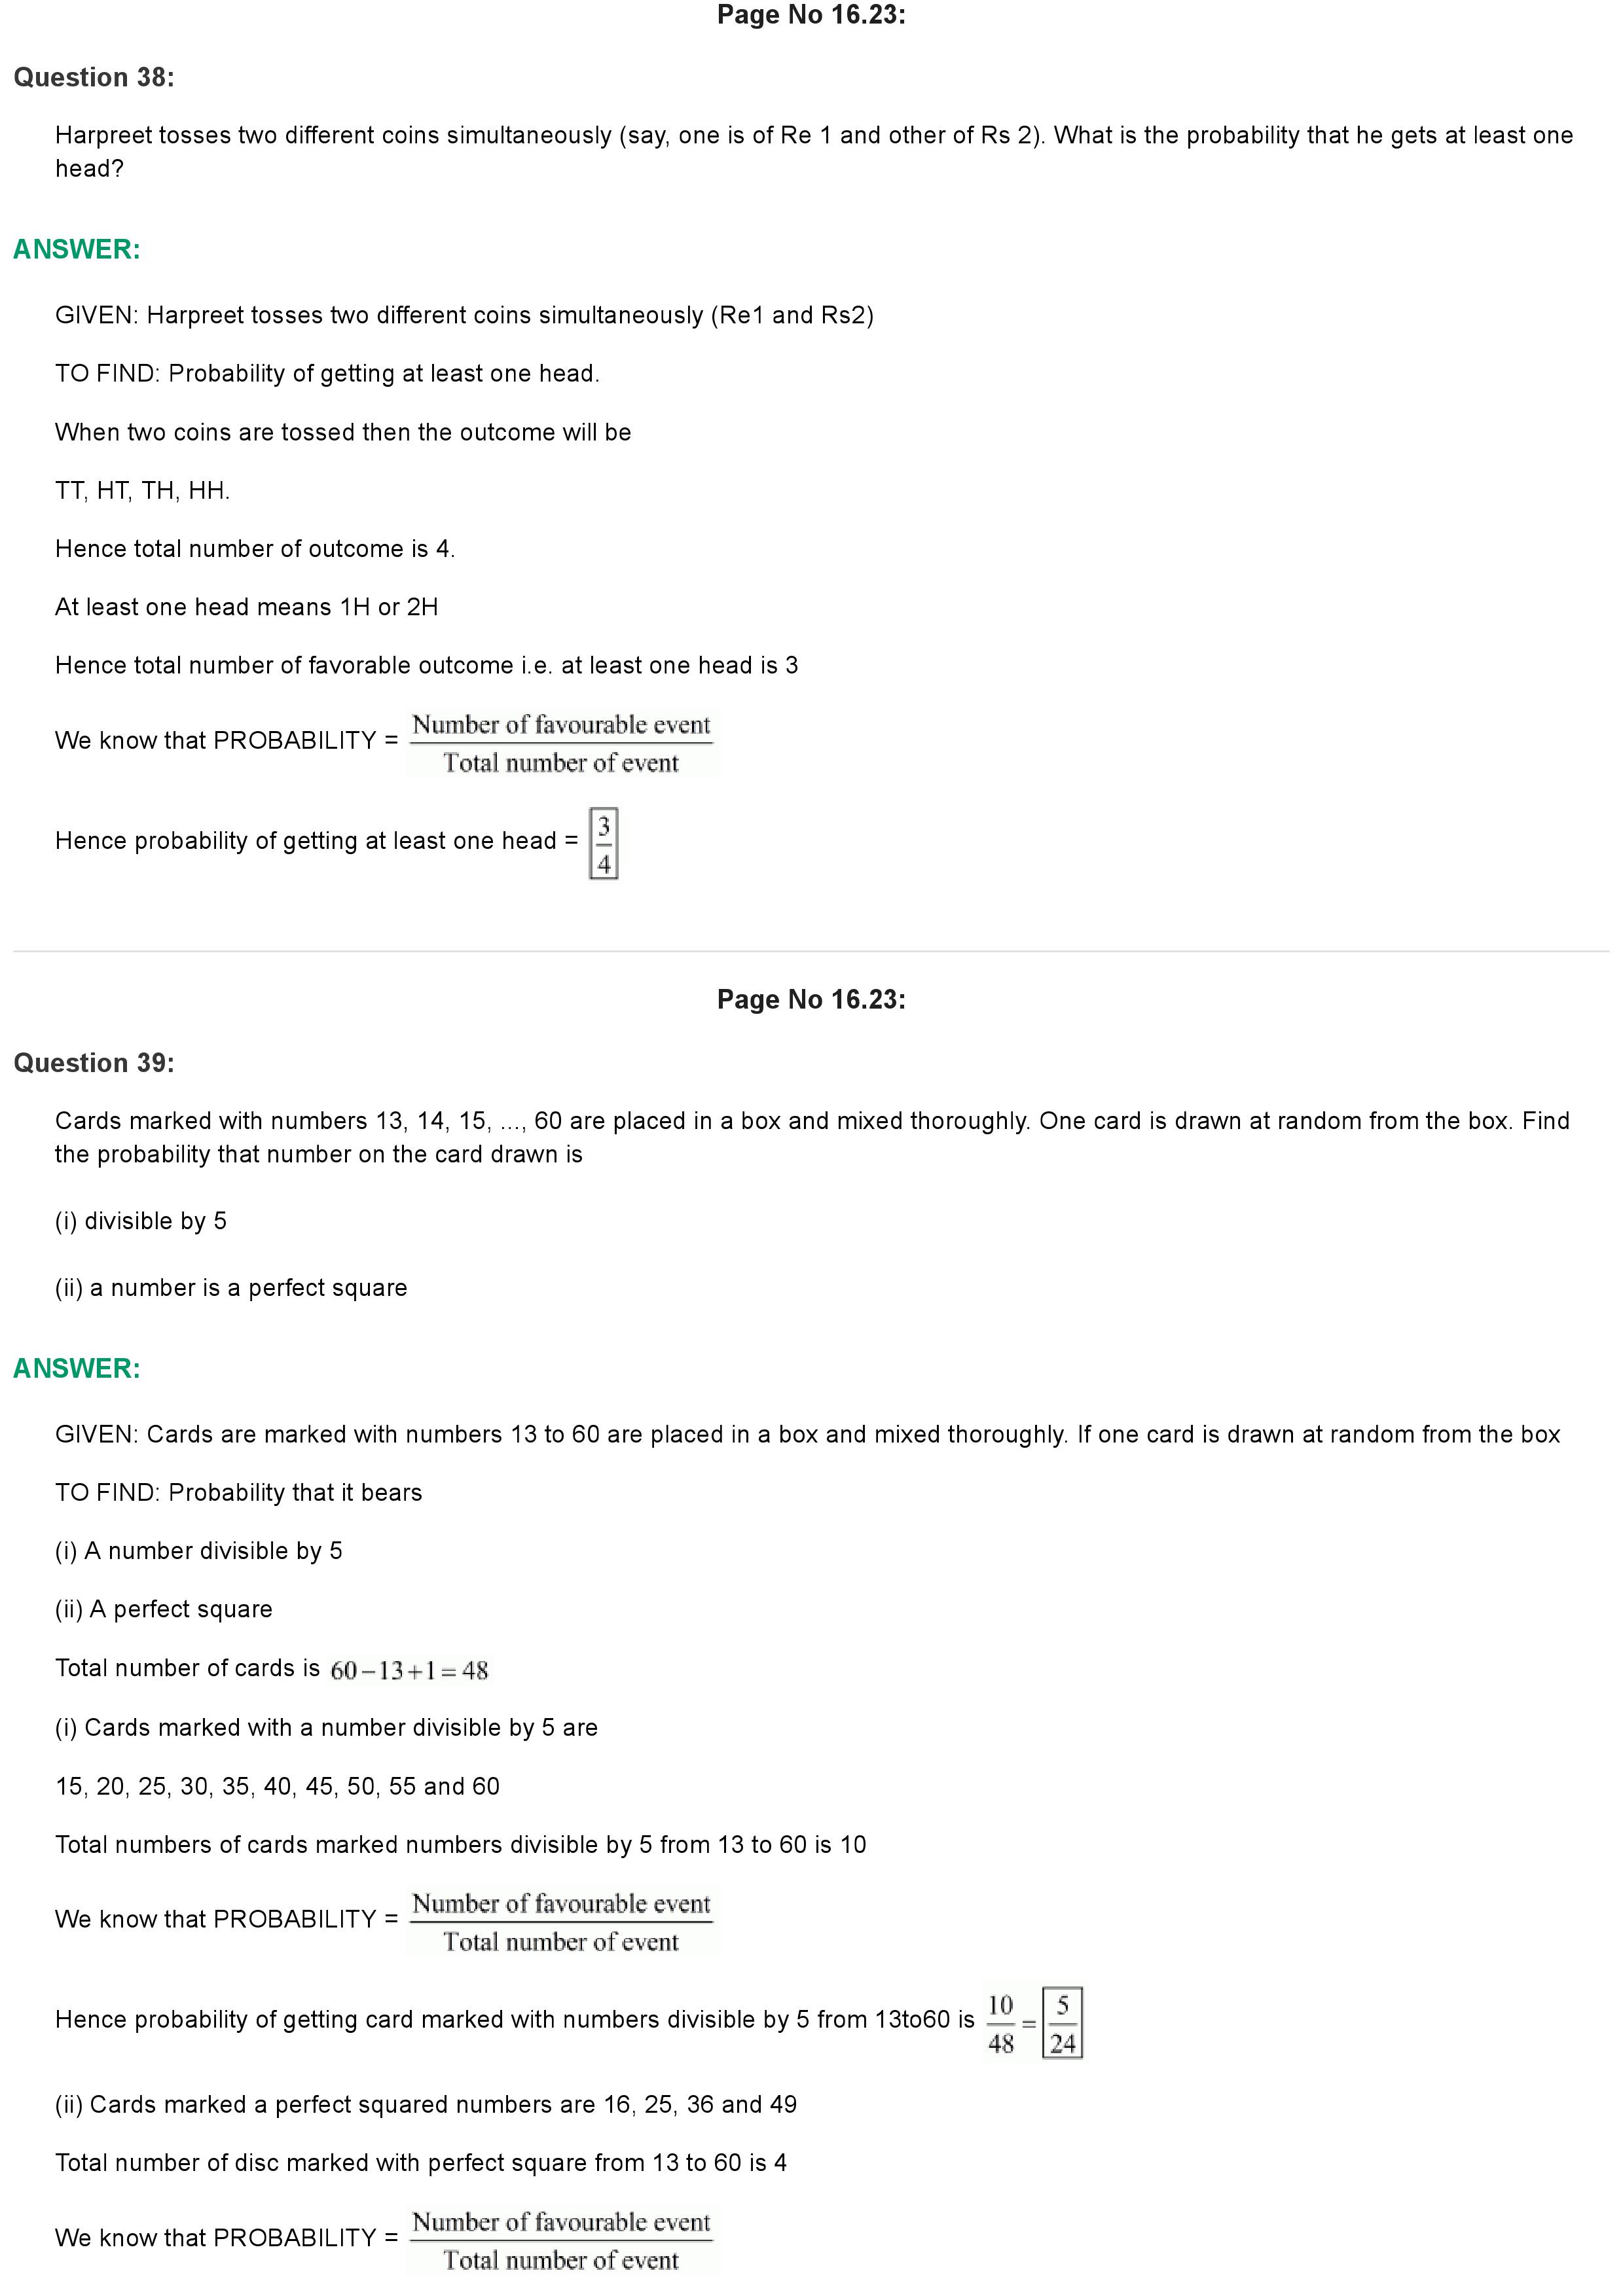 Page No 16.23:
Question 38:
Harpreet tosses two different coins simultaneously (say, one is of Re 1 and other of Rs 2). What is the probability that he gets at least one
head?
ANSWER:
GIVEN: Harpreet tosses two different coins simultaneously (Re1 and Rs2)
TO FIND: Probability of getting at least one head.
When two coins are tossed then the outcome will be
TT, HT, TH, HH.
Hence total number of outcome is 4.
At least one head means 1H or 2H
Hence total number of favorable outcome i.e. at least one head is 3
We know that PROBABILITY = Number of favourable event / Total number of event
Hence probability of getting at least one head = 3/4
Page No 16.23:
Question 39:
Cards marked with numbers 13, 14, 15, ..., 60 are placed in a box and mixed thoroughly. One card is drawn at random from the box. Find
the probability that number on the card drawn is
(i) divisible by 5
(ii) a number is a perfect square
ANSWER:
GIVEN: Cards are marked with numbers 13 to 60 are placed in a box and mixed thoroughly. If one card is drawn at random from the box
TO FIND: Probability that it bears
(i) A number divisible by 5
(ii) A perfect square
Total number of cards is 60−13+1=48
(i) Cards marked with a number divisible by 5 are
15, 20, 25, 30, 35, 40, 45, 50, 55 and 60
Total numbers of cards marked numbers divisible by 5 from 13 to 60 is 10
We know that PROBABILITY = Number of favourable event / Total number of event
Hence probability of getting card marked with numbers divisible by 5 from 13to60 is 10/48 = 5/24
(ii) Cards marked a perfect squared numbers are 16, 25, 36 and 49
Total number of disc marked with perfect square from 13 to 60 is 4
We know that PROBABILITY = Number of favourable event / Total number of event